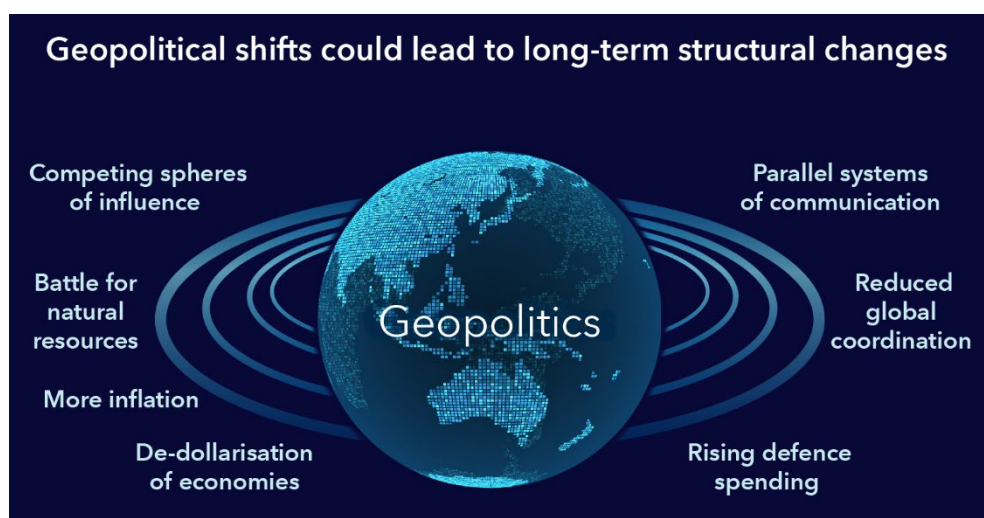 Geopolitical shifts could lead to long-term structural changes
Competing spheres
of influence
Battle for
natural
resources
More inflation
De-dollarisation
of economies
Geopolitics
Parallel systems
of communication
Reduced
global
coordination
Rising defence
spending